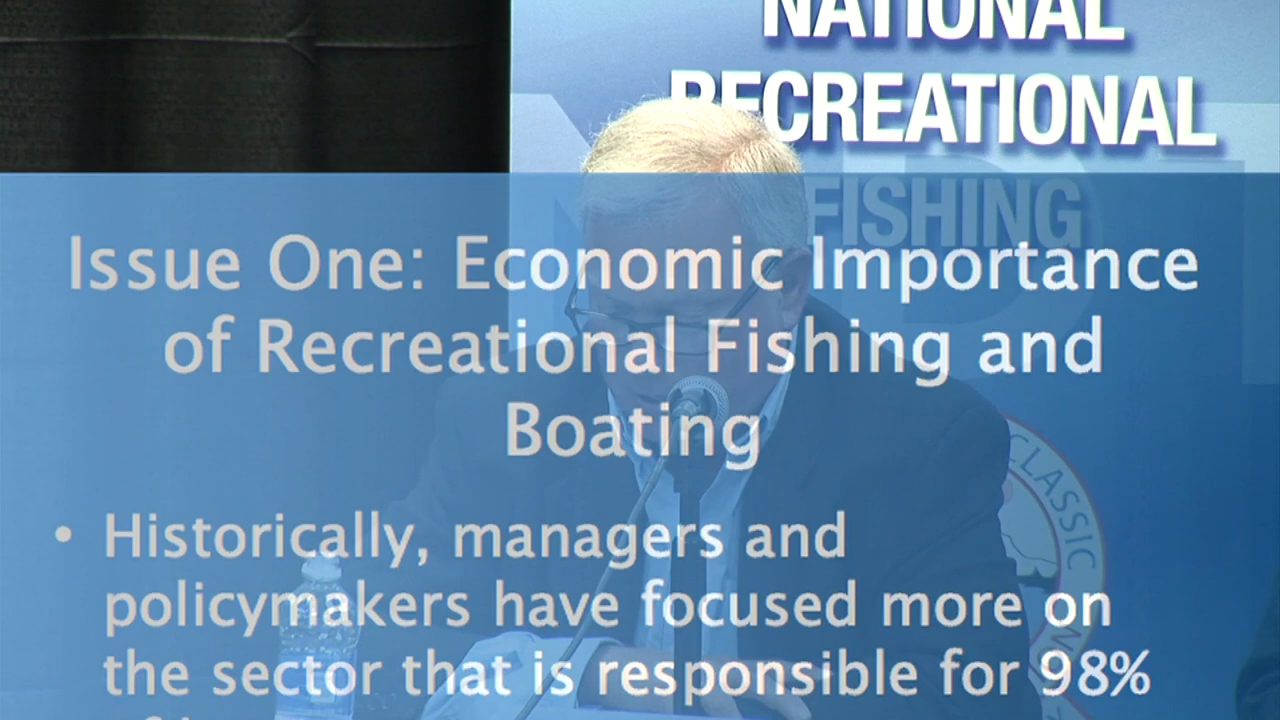 NATIONAL
RECREATIONAL
FISHING
Issue One: Economic Importance
of Recreational Fishing and
Boating
• Historically, managers and
policymakers have focused more on
the sector that is responsible for 98%
CLASSIC